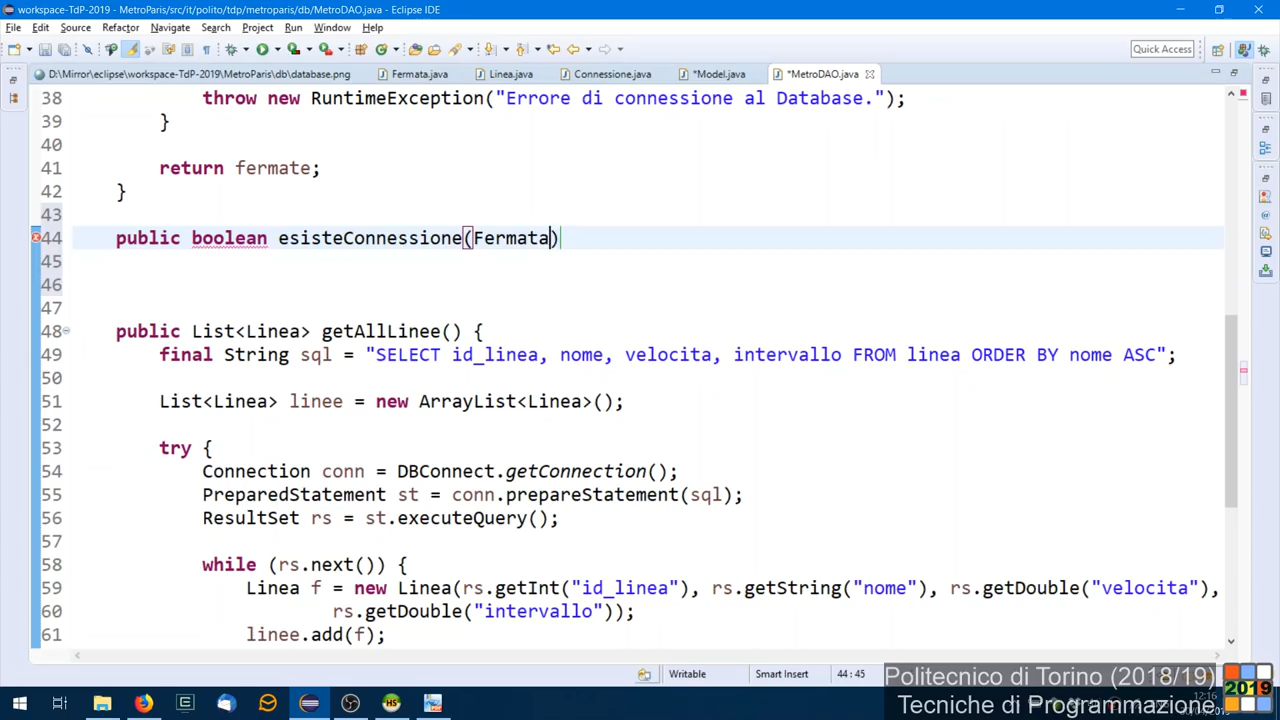 workspace-TdP-2019 - MetroParis/src/it/polito/tdp/metroparis/db/MetroDAO.java - Eclipse IDE
File Edit Source Refactor Navigate Search Project Run Window Help
Quick Access
D:\Mirror\eclipse\workspace-TdP-2019\MetroParis\db\database.png Fermata.java Linea.java Connessione.java *Model.java *MetroDAO.java
38 throw new RuntimeException("Errore di connessione al Database.");
39 }
40
41 return fermate;
42 }
43
44 public boolean esisteConnessione(Fermata)
45
46
47
48 public List<Linea> getAllLinee() {
49 final String sql = "SELECT id_linea, nome, velocita, intervallo FROM linea ORDER BY nome ASC";
50
51 List<Linea> linee = new ArrayList<Linea>();
52
53 try {
54 Connection conn = DBConnect.getConnection();
55 PreparedStatement st = conn.prepareStatement(sql);
56 ResultSet rs = st.executeQuery();
57
58 while (rs.next()) {
59 Linea f = new Linea(rs.getInt("id_linea"), rs.getString("nome"), rs.getDouble("velocita"),
60 rs.getDouble("intervallo"));
61 linee.add(f);
Writable Smart Insert 44:45
Politecnico di Torino (2018/19)
Tecniche di Programmazione
2019
12:16